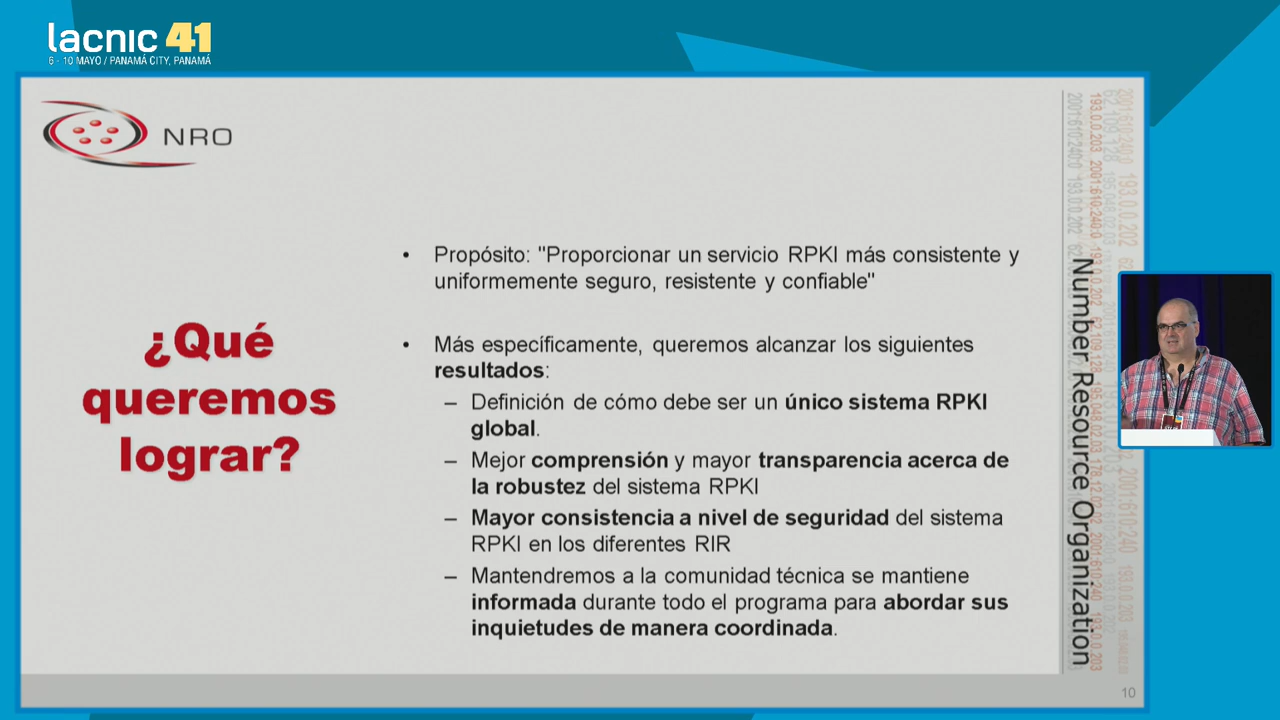 lacnic 41
6 - 10 MAYO / PANAMÁ CITY, PANAMÁ
NRO
¿Qué
queremos
lograr?
• Propósito: "Proporcionar un servicio RPKI más consistente y
uniformemente seguro, resistente y confiable"
• Más específicamente, queremos alcanzar los siguientes
resultados:
– Definición de cómo debe ser un único sistema RPKI
global.
– Mejor comprensión y mayor transparencia acerca de
la robustez del sistema RPKI
– Mayor consistencia a nivel de seguridad del sistema
RPKI en los diferentes RIR
– Mantendremos a la comunidad técnica se mantiene
informada durante todo el programa para abordar sus
inquietudes de manera coordinada.
Number Resource Organization
10